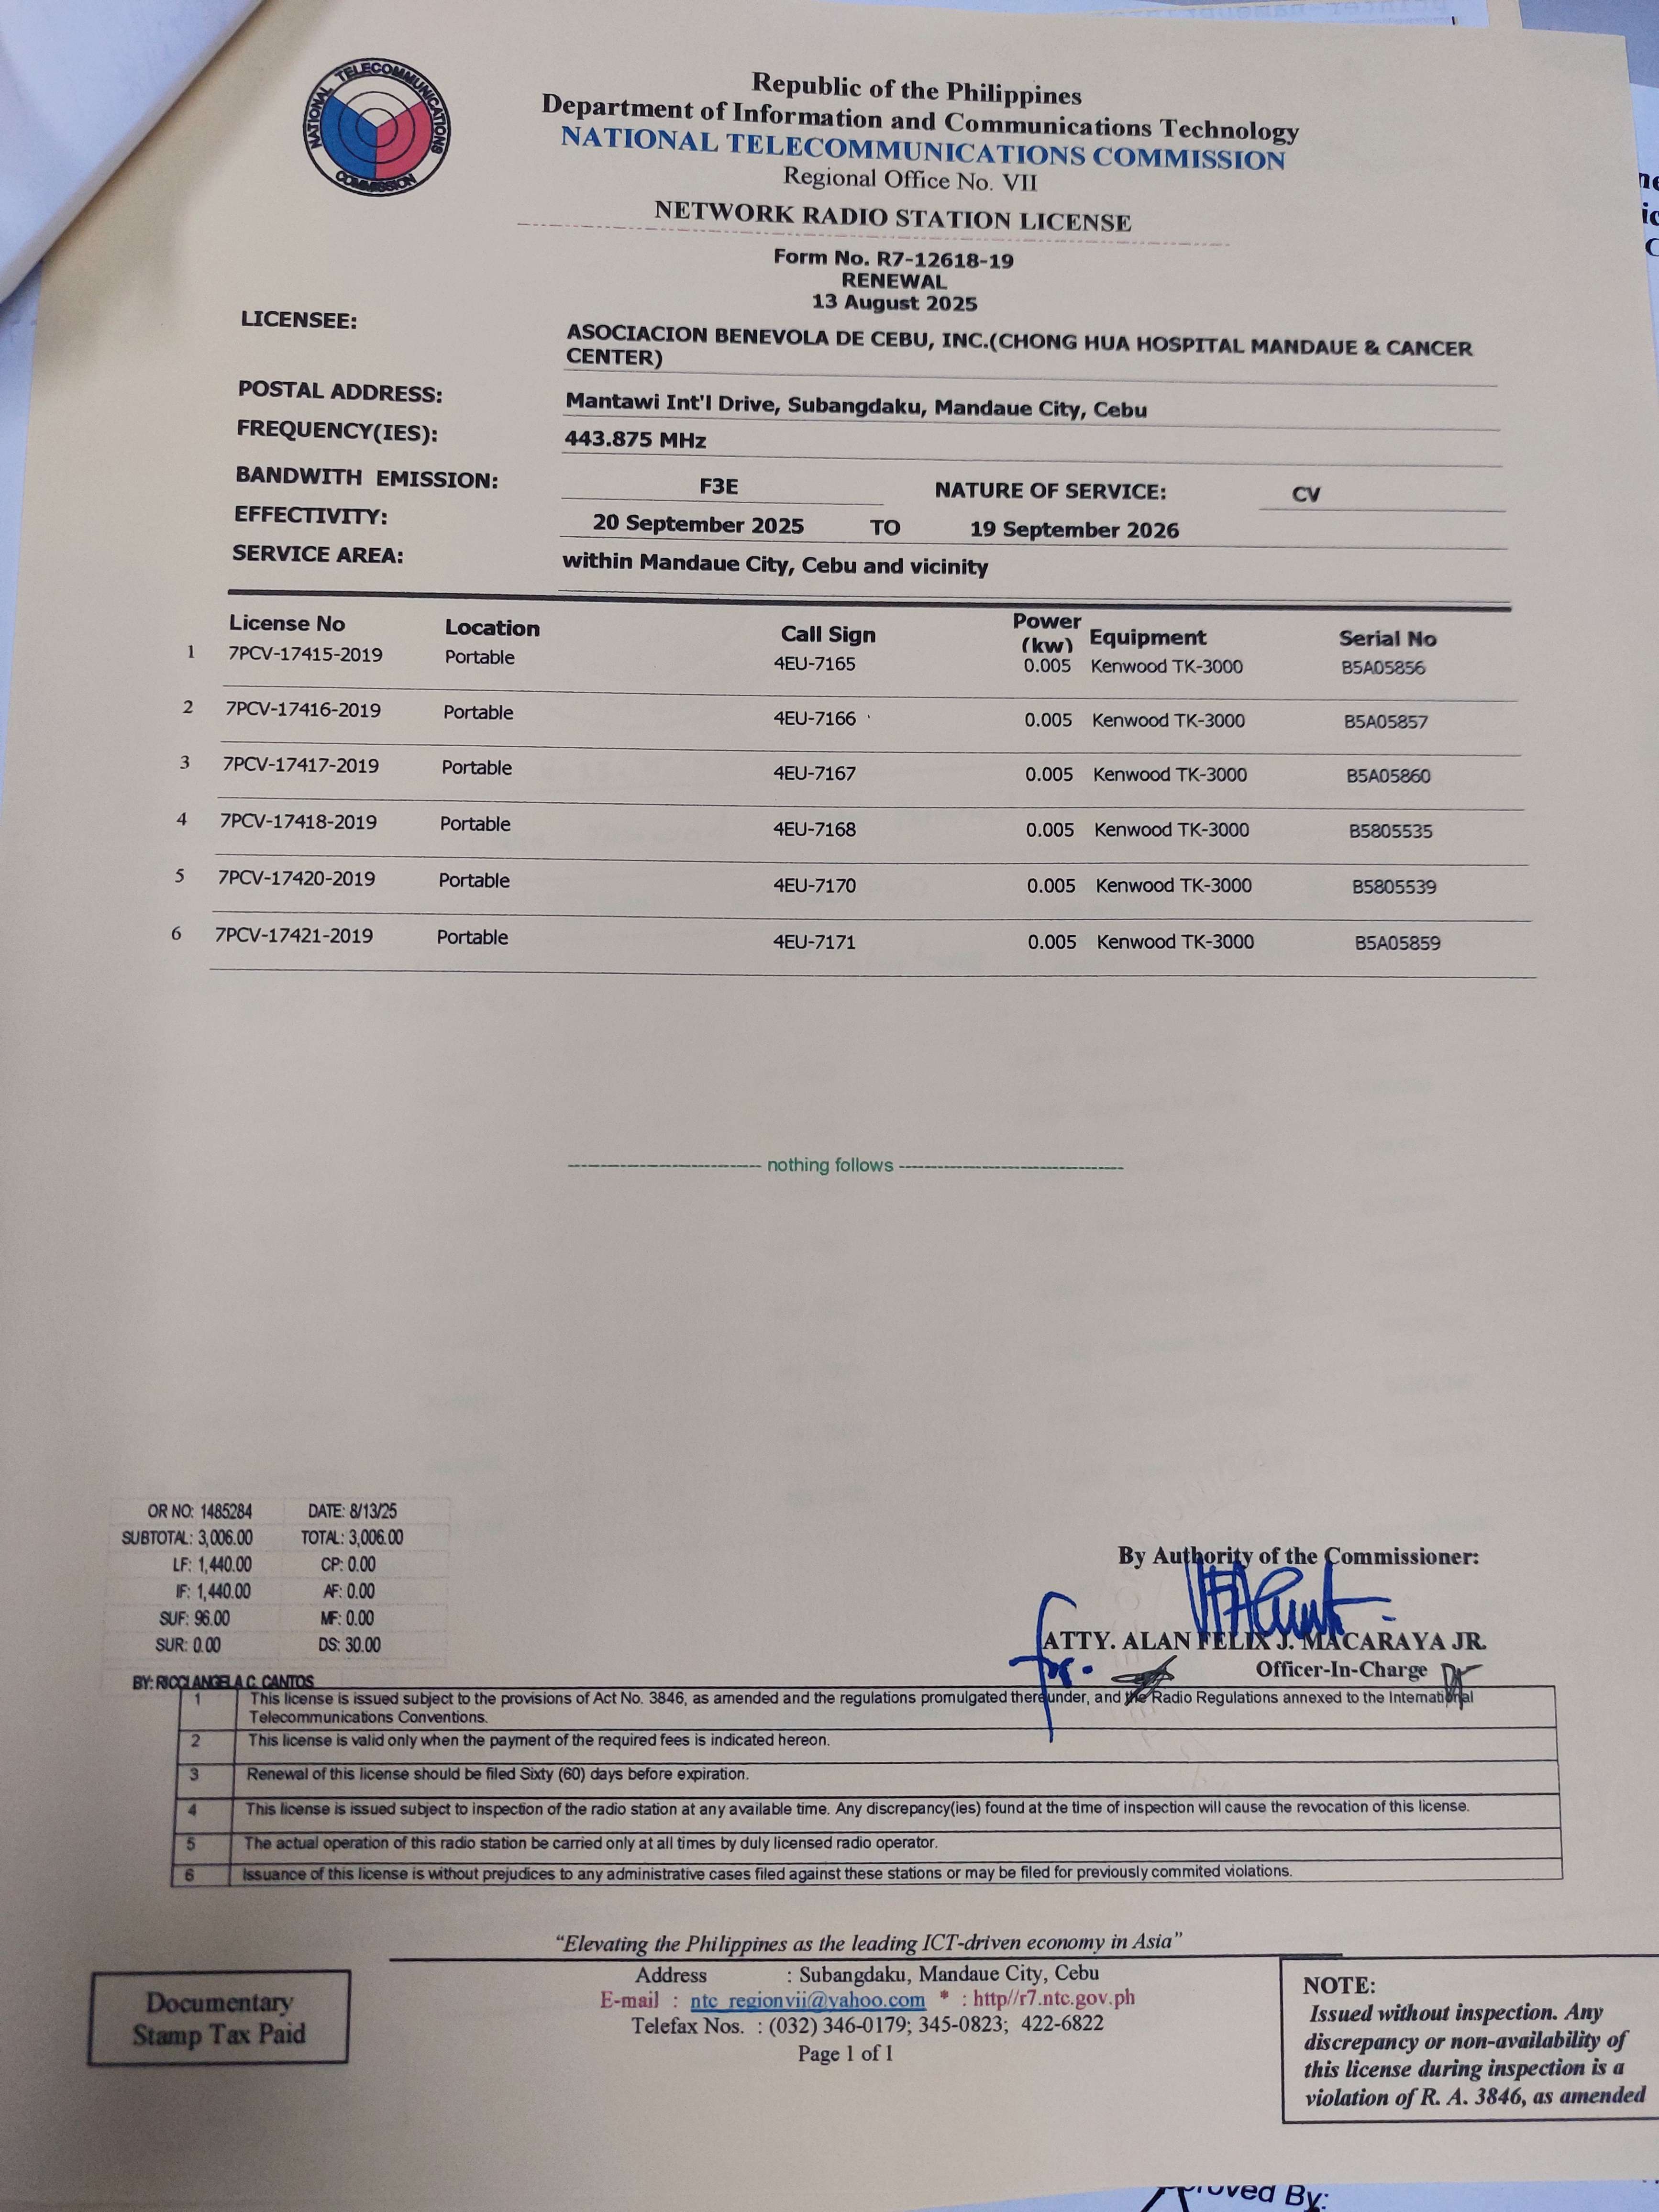 NATIONAL TELECOMMUNICATIONS COMMISSION
Republic of the Philippines
Department of Information and Communications Technology
NATIONAL TELECOMMUNICATIONS COMMISSION
Regional Office No. VII
NETWORK RADIO STATION LICENSE
Form No. R7-12618-19
RENEWAL
13 August 2025
LICENSEE: ASOCIACION BENEVOLA DE CEBU, INC.(CHONG HUA HOSPITAL MANDAUE & CANCER
CENTER)
POSTAL ADDRESS: Mantawi Int'l Drive, Subangdaku, Mandaue City, Cebu
FREQUENCY(IES): 443.875 MHz
BANDWITH EMISSION: F3E NATURE OF SERVICE: CV
EFFECTIVITY: 20 September 2025 TO 19 September 2026
SERVICE AREA: within Mandaue City, Cebu and vicinity
License No Location Call Sign Power (kw) Equipment Serial No
1 7PCV-17415-2019 Portable 4EU-7165 0.005 Kenwood TK-3000 B5A05856
2 7PCV-17416-2019 Portable 4EU-7166 0.005 Kenwood TK-3000 B5A05857
3 7PCV-17417-2019 Portable 4EU-7167 0.005 Kenwood TK-3000 B5A05860
4 7PCV-17418-2019 Portable 4EU-7168 0.005 Kenwood TK-3000 B5805535
5 7PCV-17420-2019 Portable 4EU-7170 0.005 Kenwood TK-3000 B5805539
6 7PCV-17421-2019 Portable 4EU-7171 0.005 Kenwood TK-3000 B5A05859
nothing follows
OR NO: 1485284 DATE: 8/13/25
SUBTOTAL: 3,006.00 TOTAL: 3,006.00
LF: 1,440.00 CP: 0.00
IF: 1,440.00 AF: 0.00
SUF: 96.00 MF: 0.00
SUR: 0.00 DS: 30.00
BY: RICCI ANGELA C. CANTOS
By Authority of the Commissioner:
for. ATTY. ALAN FELIX J. MACARAYA JR.
Officer-In-Charge
1 This license is issued subject to the provisions of Act No. 3846, as amended and the regulations promulgated thereunder, and the Radio Regulations annexed to the International
Telecommunications Conventions.
2 This license is valid only when the payment of the required fees is indicated hereon.
3 Renewal of this license should be filed Sixty (60) days before expiration.
4 This license is issued subject to inspection of the radio station at any available time. Any discrepancy(ies) found at the time of inspection will cause the revocation of this license.
5 The actual operation of this radio station be carried only at all times by duly licensed radio operator.
6 Issuance of this license is without prejudices to any administrative cases filed against these stations or may be filed for previously commited violations.
"Elevating the Philippines as the leading ICT-driven economy in Asia"
Address : Subangdaku, Mandaue City, Cebu
E-mail : ntc_regionvii@yahoo.com * : http//r7.ntc.gov.ph
Telefax Nos. : (032) 346-0179; 345-0823; 422-6822
Page 1 of 1
Documentary
Stamp Tax Paid
NOTE:
Issued without inspection. Any
discrepancy or non-availability of
this license during inspection is a
violation of R. A. 3846, as amended
By: